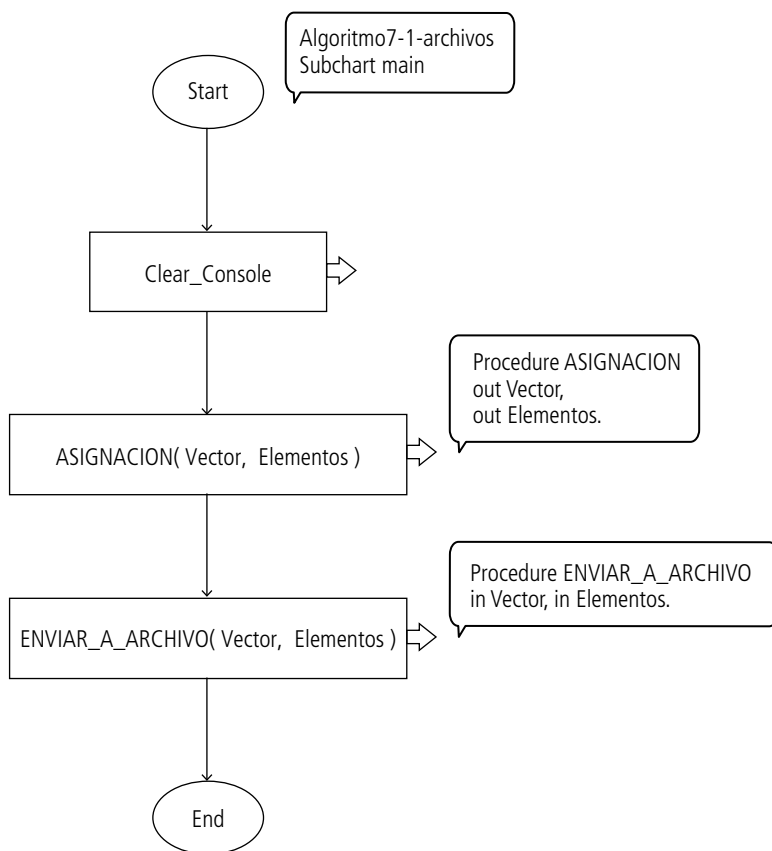 Algoritmo7-1-archivos
Subchart main
Start
Clear_Console
Procedure ASIGNACION
out Vector,
out Elementos.
ASIGNACION( Vector, Elementos )
Procedure ENVIAR_A_ARCHIVO
in Vector, in Elementos.
ENVIAR_A_ARCHIVO( Vector, Elementos )
End